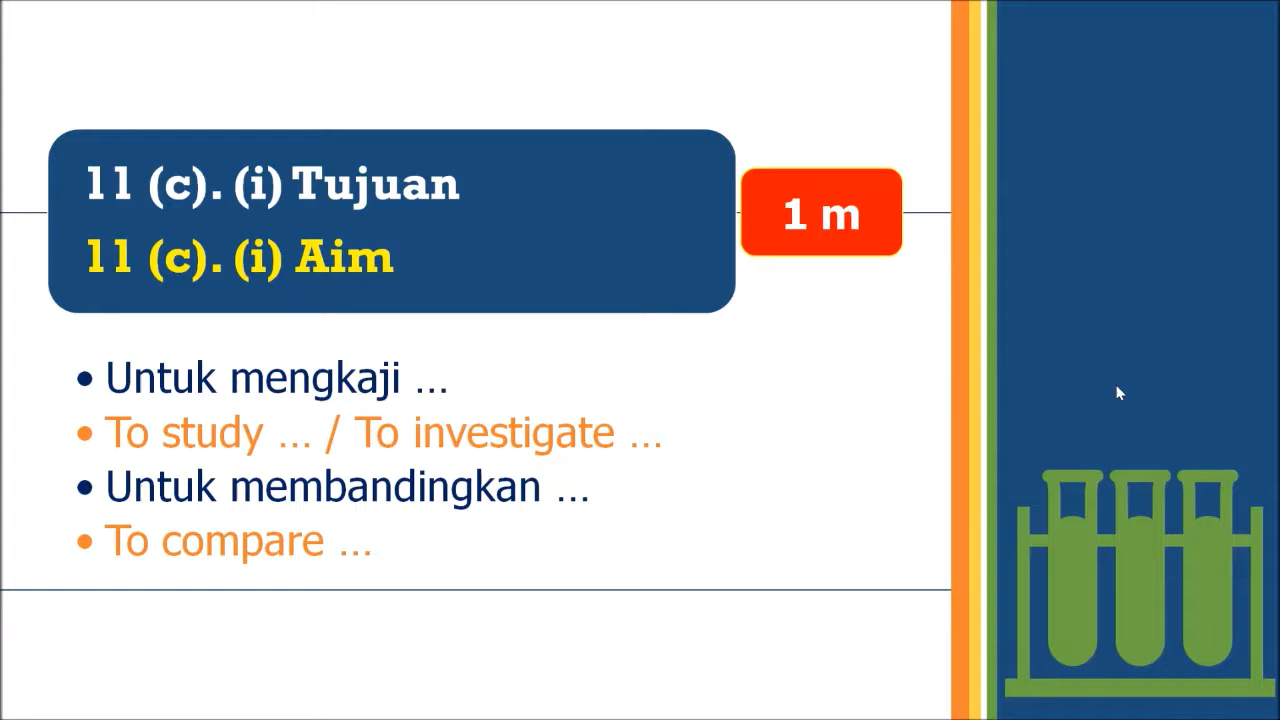 11 (c). (i) Tujuan
11 (c). (i) Aim
1 m
• Untuk mengkaji ...
• To study ... / To investigate ...
• Untuk membandingkan ...
• To compare ...